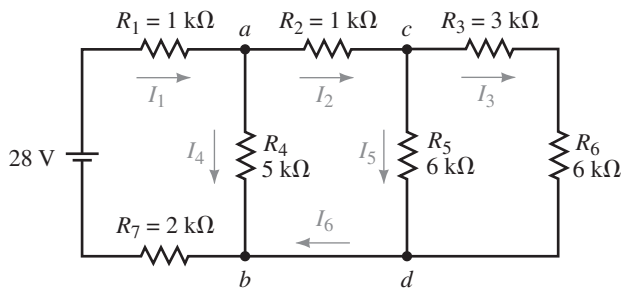 R1 = 1 kΩ a R2 = 1 kΩ c R3 = 3 kΩ
I1 I2 I3
28 V I4 R4 5 kΩ I5 R5 6 kΩ R6 6 kΩ
R7 = 2 kΩ I6
b d